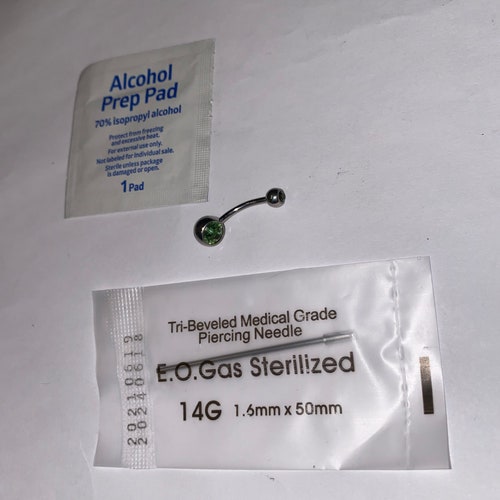 Alcohol
Prep Pad
70% isopropyl alcohol
Protect from freezing
and excessive heat.
For external use only.
Not labeled for individual sale.
Sterile unless package
is damaged or open.
1 Pad
Tri-Beveled Medical Grade
Piercing Needle
E.O.Gas Sterilized
14G 1.6mm x 50mm
20210619
20240618